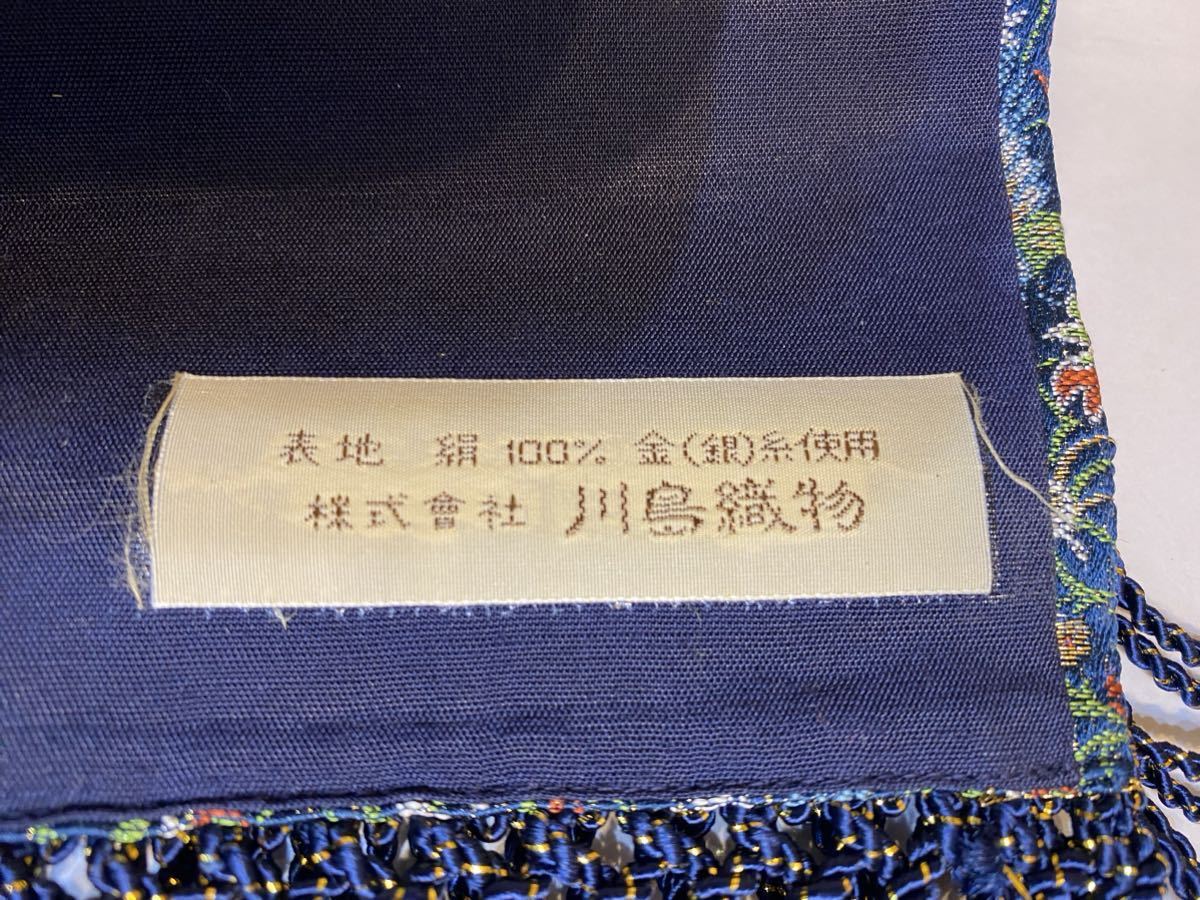 表地 絹 100% 金(銀)糸使用
株式會社 川島織物